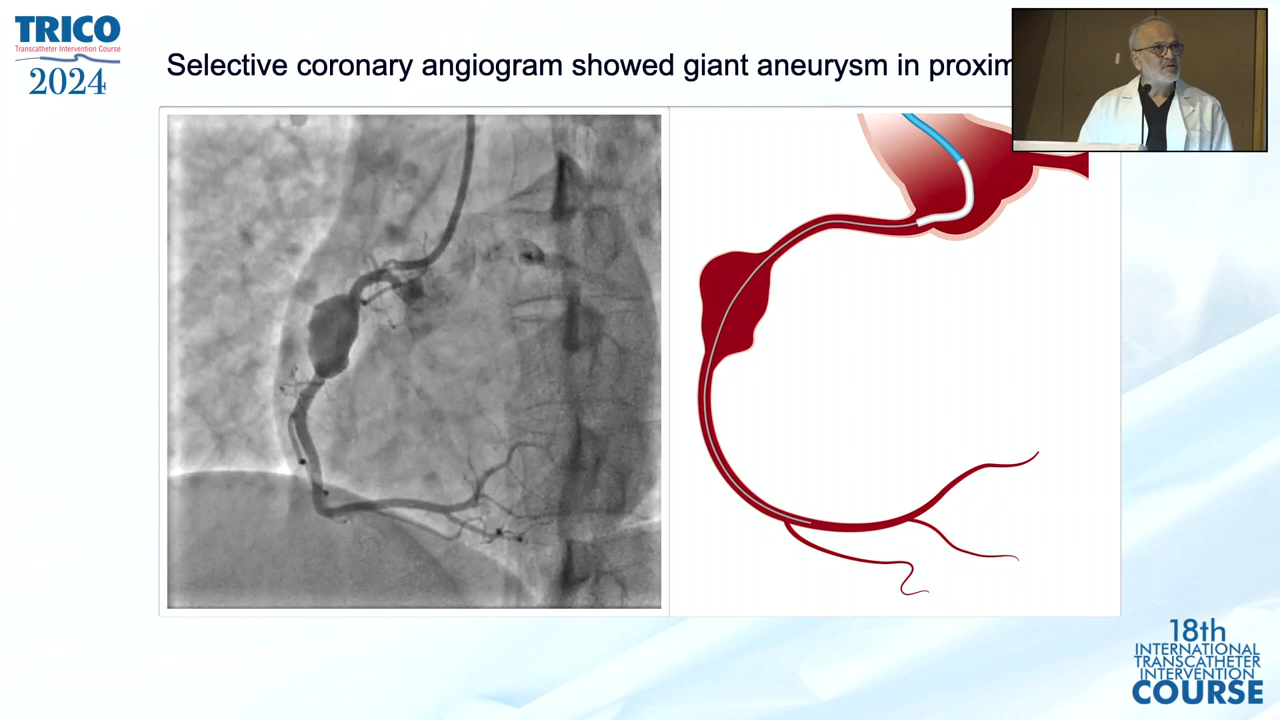 TRICO
Transcatheter Intervention Course
2024
Selective coronary angiogram showed giant aneurysm in proxim
18th
INTERNATIONAL
TRANSCATHETER
INTERVENTION
COURSE